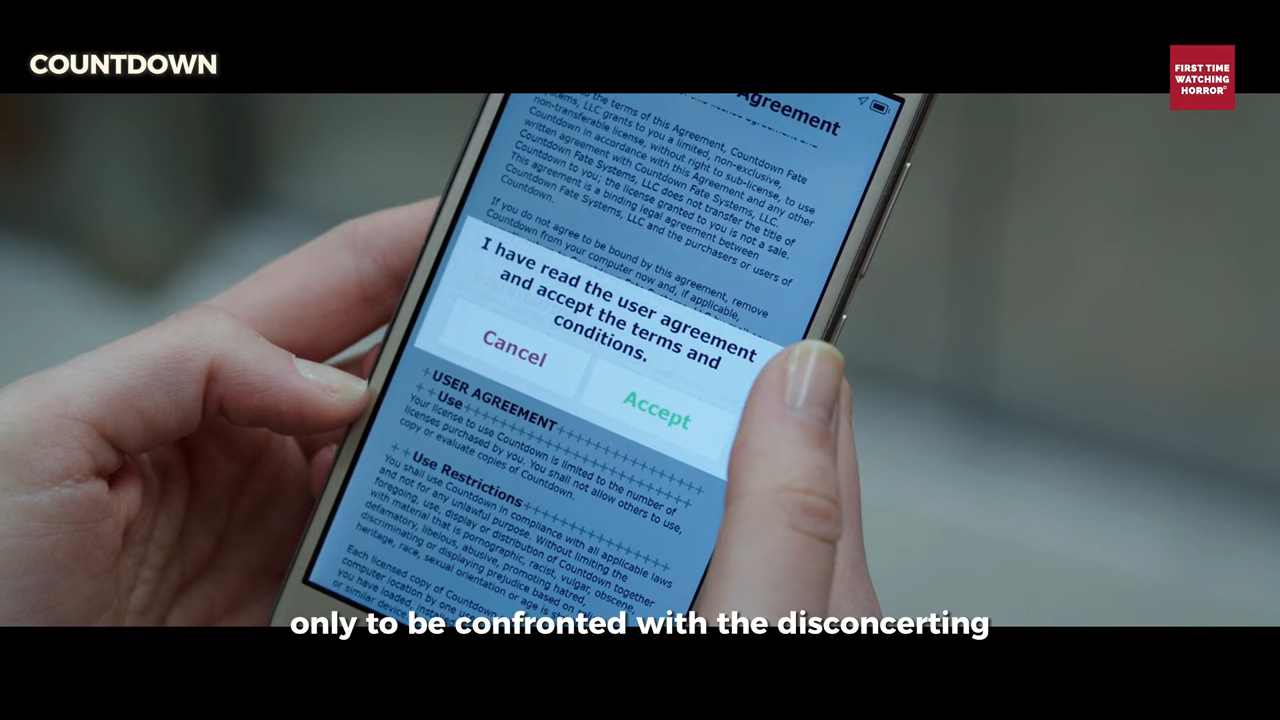 COUNTDOWN
FIRST TIME
WATCHING
HORROR
Agreement
to the terms of this Agreement, Countdown Fate
Systems, LLC grants to you a limited, non-exclusive,
non-transferable license, without right to sub-license, to use
Countdown in accordance with this Agreement and any other
written agreement with Countdown Fate Systems, LLC.
Countdown Fate Systems, LLC does not transfer the title of
Countdown to you; the license granted to you is not a sale.
This agreement is a binding legal agreement between
Countdown Fate Systems, LLC and the purchasers or users of
Countdown.
If you do not agree to be bound by this agreement, remove
Countdown from your computer now and, if applicable,
I have read the user agreement
and accept the terms and
conditions.
Cancel
Accept
+ USER AGREEMENT++++++++++++++
++Use++++++++++++++++++++++
Your license to use Countdown is limited to the number of
licenses purchased by you. You shall not allow others to use,
copy or evaluate copies of Countdown.
++Use Restrictions++++++++++++++
You shall use Countdown in compliance with all applicable laws
and not for any unlawful purpose. Without limiting the
foregoing, use, display or distribution of Countdown together
with material that is pornographic, racist, vulgar, obscene,
defamatory, libelous, abusive, promoting hatred,
discriminating or displaying prejudice based on
heritage, race, sexual orientation or age is
Each licensed copy of Countdown
computer location by one
you have loaded,
or similar device
only to be confronted with the disconcerting